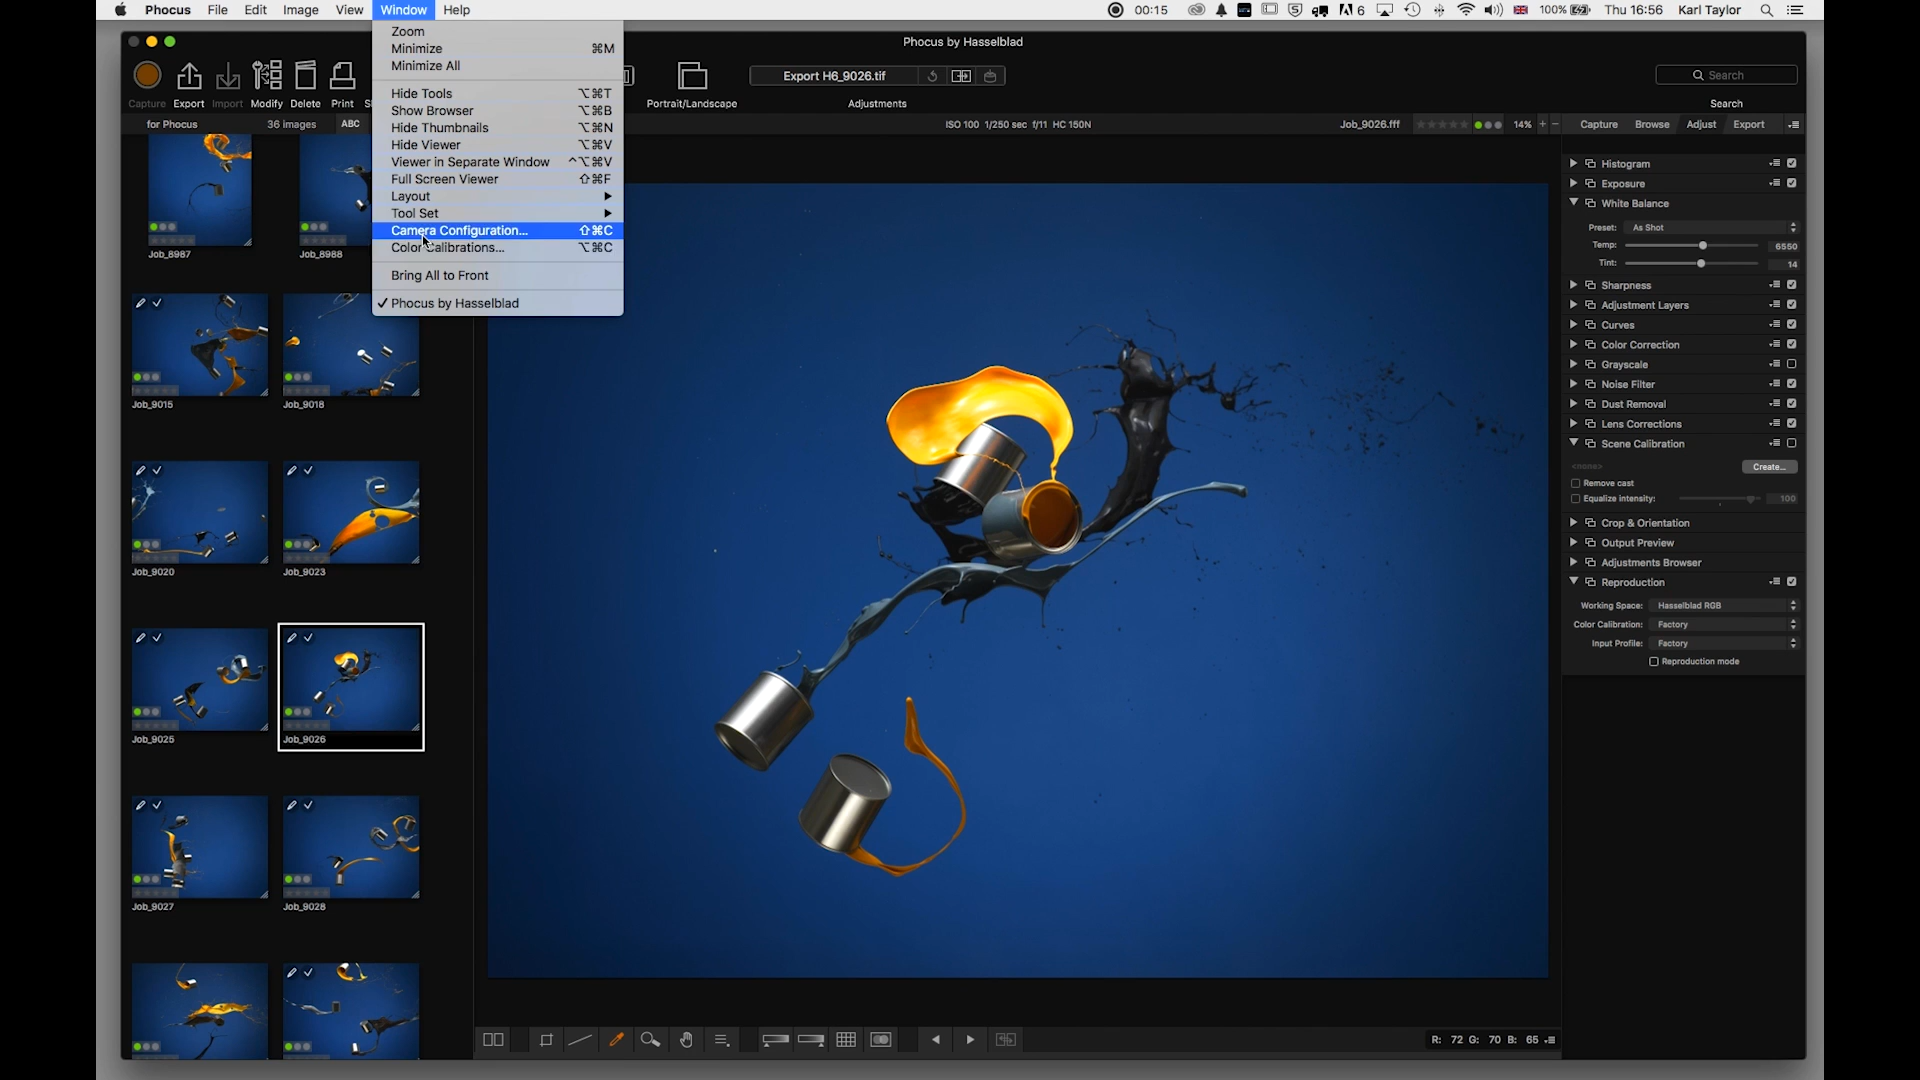 Phocus File Edit Image View Window Help
00:15 6 100% Thu 16:56 Karl Taylor
Phocus by Hasselblad
Zoom
Minimize ⌘M
Minimize All
Hide Tools ⌥⌘T
Show Browser ⌥⌘B
Hide Thumbnails ⌥⌘N
Hide Viewer ⌥⌘V
Viewer in Separate Window ^⌥⌘V
Full Screen Viewer ⇧⌘F
Layout
Tool Set
Camera Configuration... ⇧⌘C
Color Calibrations... ⌥⌘C
Bring All to Front
✓ Phocus by Hasselblad
Export H6_9026.tif
Search
Capture Export Import Modify Delete Print
Portrait/Landscape
Adjustments
Search
for Phocus 36 images ABC
ISO 100 1/250 sec f/11 HC 150N
Job_9026.fff
14% + −
Capture Browse Adjust Export
Job_8987
Job_8988
Job_9015
Job_9018
Job_9020
Job_9023
Job_9025
Job_9026
Job_9027
Job_9028
Histogram
Exposure
White Balance
Preset: As Shot
Temp: 6550
Tint: 14
Sharpness
Adjustment Layers
Curves
Color Correction
Grayscale
Noise Filter
Dust Removal
Lens Corrections
Scene Calibration
<none> Create...
Remove cast
Equalize intensity: 100
Crop & Orientation
Output Preview
Adjustments Browser
Reproduction
Working Space: Hasselblad RGB
Color Calibration: Factory
Input Profile: Factory
Reproduction mode
R: 72 G: 70 B: 65